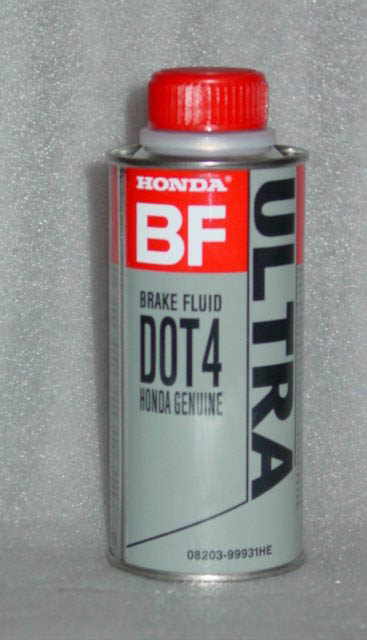 HONDA®
BF
BRAKE FLUID
DOT4
HONDA GENUINE
ULTRA
08203-99931HE